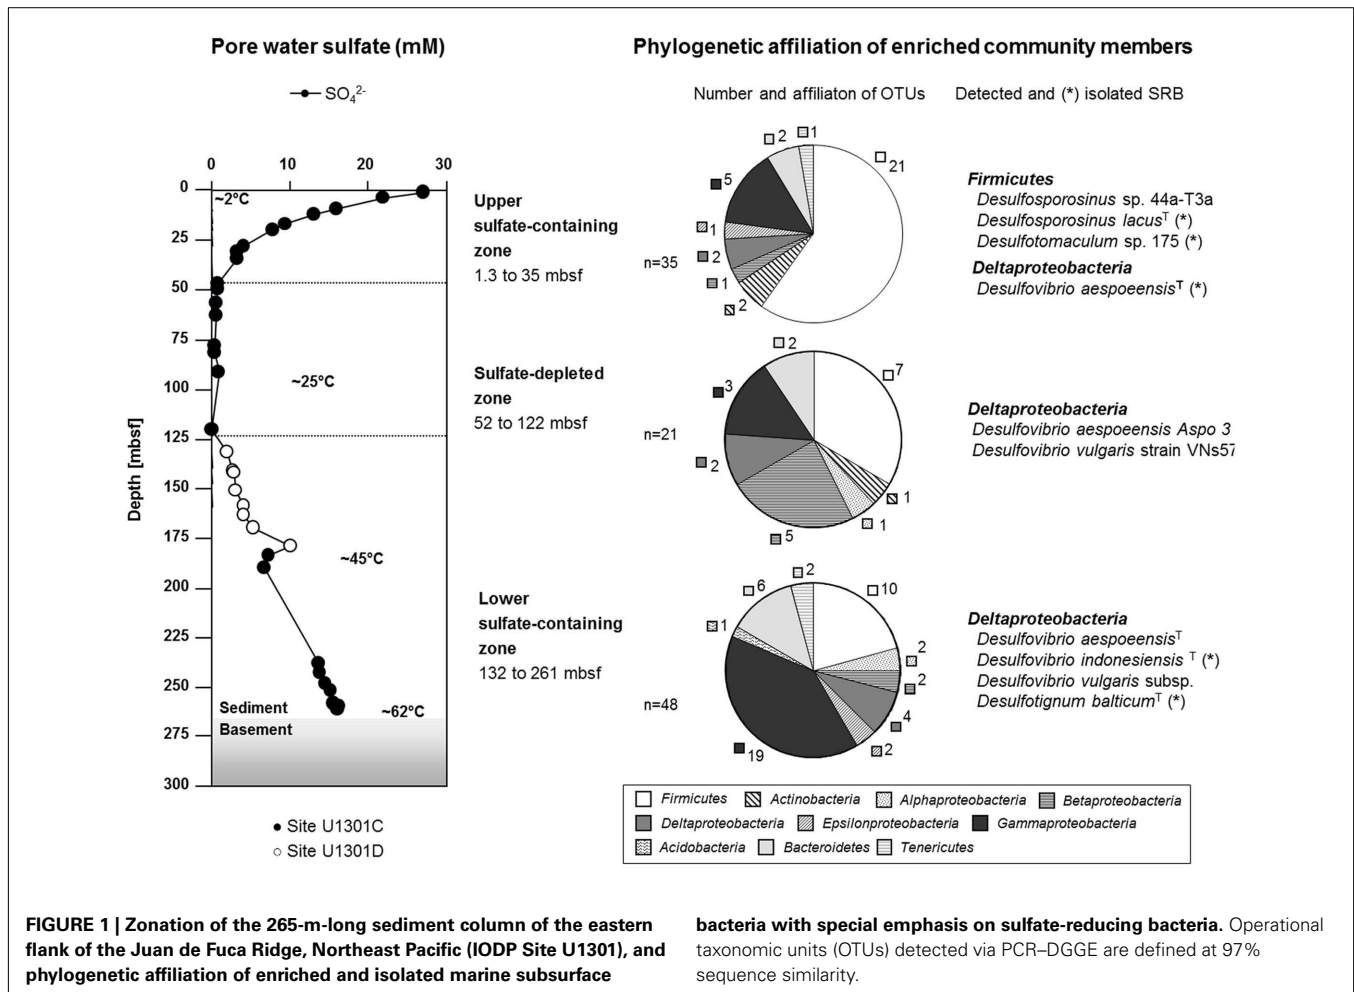 Pore water sulfate (mM)
SO₄²⁻
0 10 20 30
0
25
50
75
100
125
150
175
200
225
250
275
300
Depth [mbsf]
~2°C
~25°C
~45°C
~62°C
Sediment
Basement
Site U1301C
Site U1301D
Upper
sulfate-containing
zone
1.3 to 35 mbsf
Sulfate-depleted
zone
52 to 122 mbsf
Lower
sulfate-containing
zone
132 to 261 mbsf
Phylogenetic affiliation of enriched community members
Number and affiliaton of OTUs
Detected and (*) isolated SRB
n=35
21
2
1
2
1
5
2
1
Firmicutes
Desulfosporosinus sp. 44a-T3a
Desulfosporosinus lacusᵀ (*)
Desulfotomaculum sp. 175 (*)
Deltaproteobacteria
Desulfovibrio aespoeensisᵀ (*)
n=21
7
1
1
5
2
3
2
Deltaproteobacteria
Desulfovibrio aespoeensis Aspo 3
Desulfovibrio vulgaris strain VNs57
n=48
10
2
2
4
2
19
1
6
2
Deltaproteobacteria
Desulfovibrio aespoeensisᵀ
Desulfovibrio indonesiensis ᵀ (*)
Desulfovibrio vulgaris subsp.
Desulfotignum balticumᵀ (*)
Firmicutes Actinobacteria Alphaproteobacteria Betaproteobacteria
Deltaproteobacteria Epsilonproteobacteria Gammaproteobacteria
Acidobacteria Bacteroidetes Tenericutes
FIGURE 1 | Zonation of the 265-m-long sediment column of the eastern
flank of the Juan de Fuca Ridge, Northeast Pacific (IODP Site U1301), and
phylogenetic affiliation of enriched and isolated marine subsurface
bacteria with special emphasis on sulfate-reducing bacteria. Operational
taxonomic units (OTUs) detected via PCR–DGGE are defined at 97%
sequence similarity.